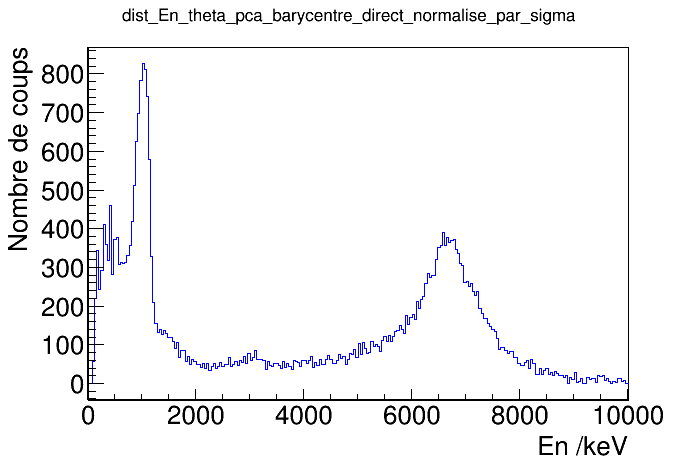 dist_En_theta_pca_barycentre_direct_normalise_par_sigma
Nombre de coups
800
700
600
500
400
300
200
100
0
0 2000 4000 6000 8000 10000
En /keV